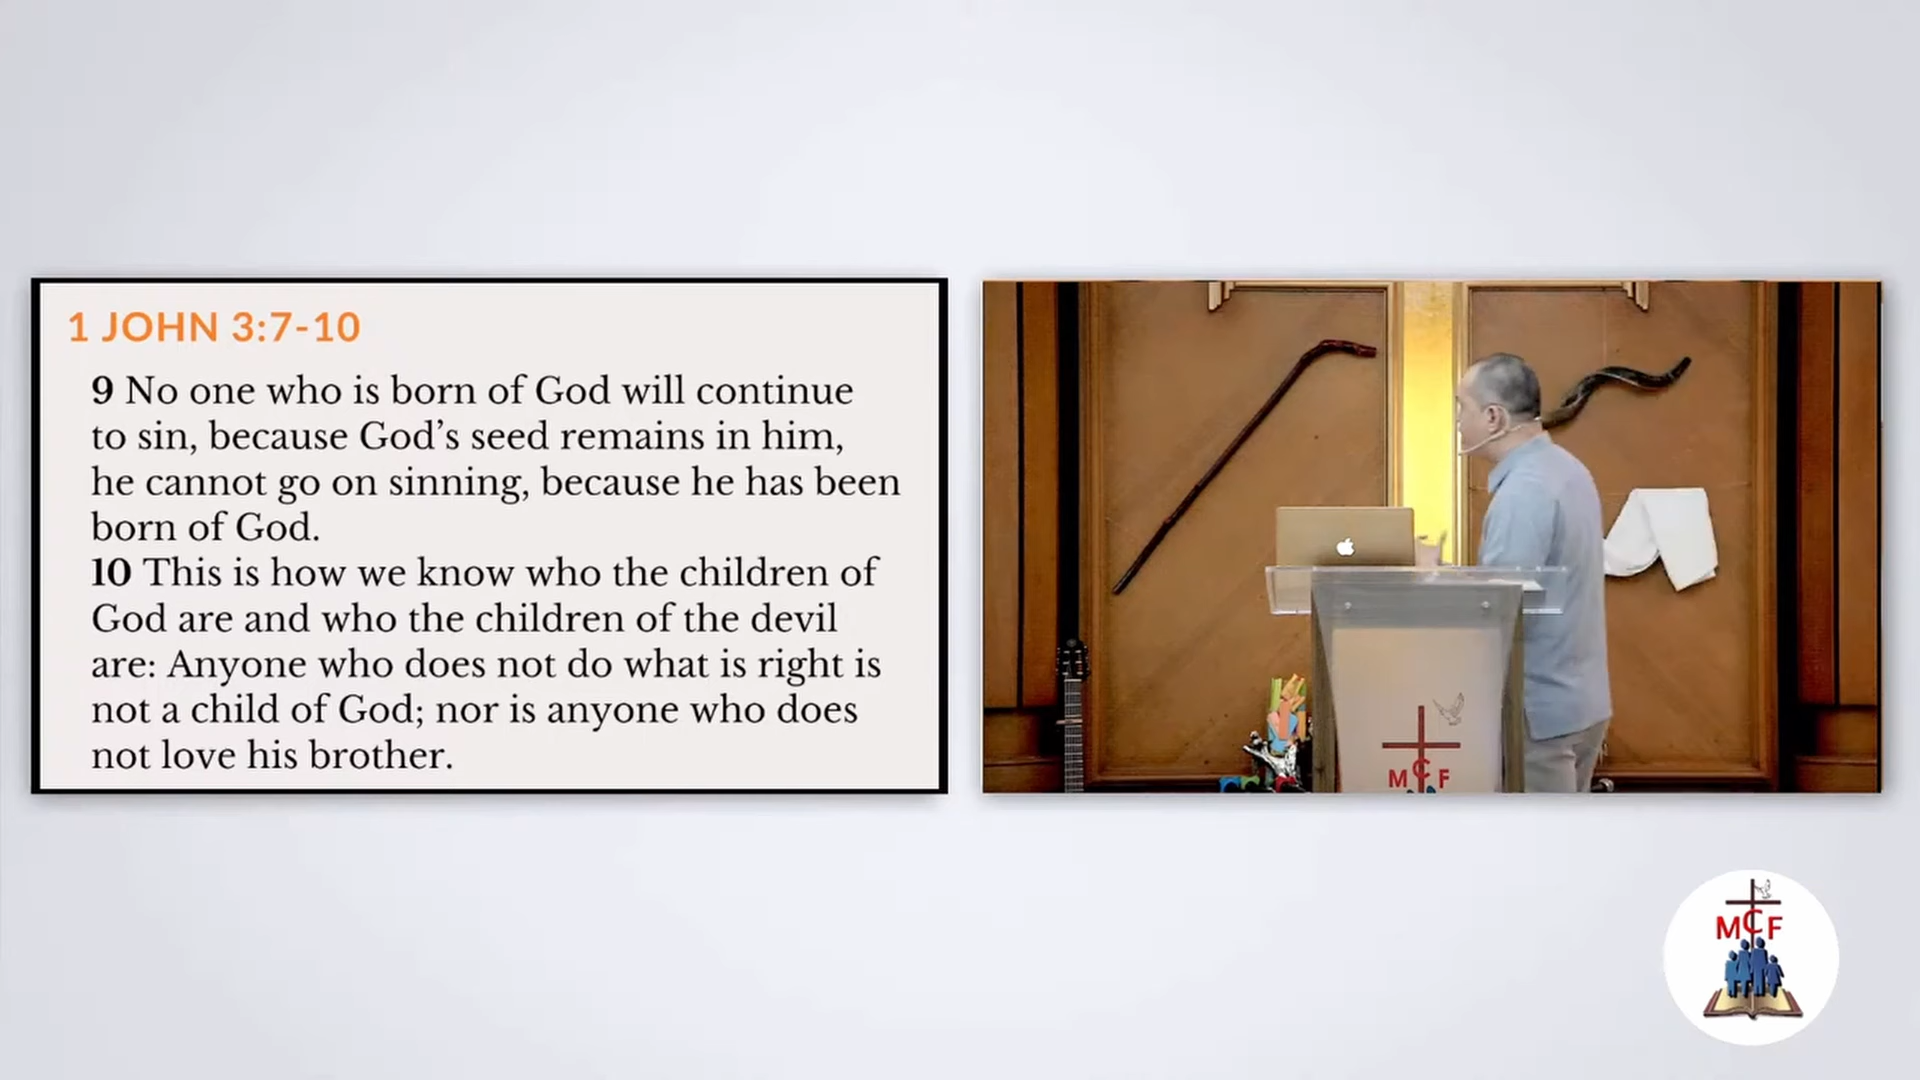 1 JOHN 3:7-10
9 No one who is born of God will continue
to sin, because God’s seed remains in him,
he cannot go on sinning, because he has been
born of God.
10 This is how we know who the children of
God are and who the children of the devil
are: Anyone who does not do what is right is
not a child of God; nor is anyone who does
not love his brother.
MCF
MCF